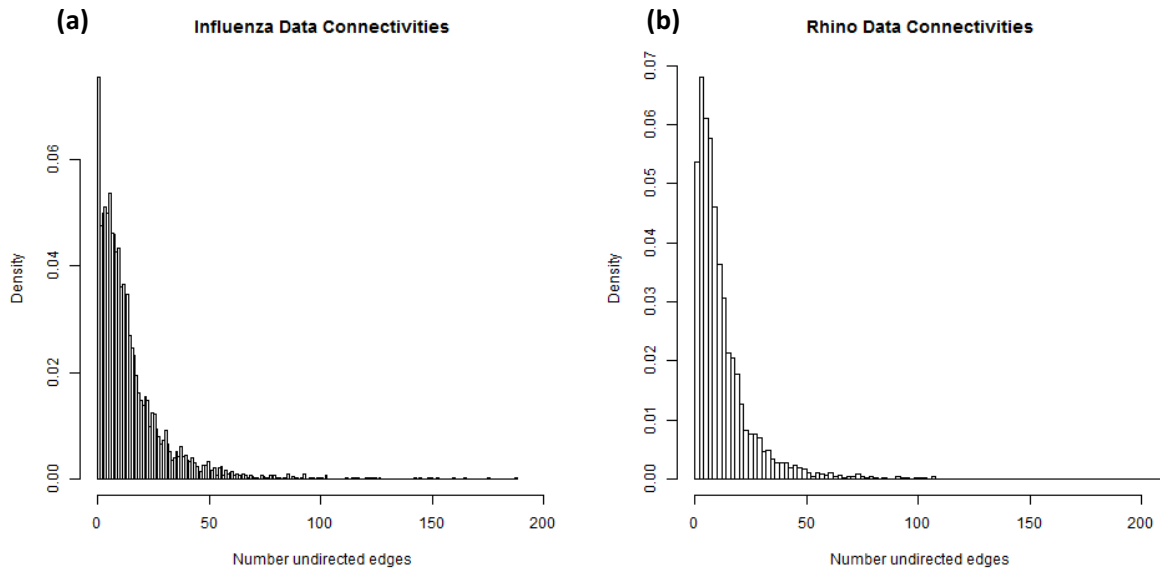 (a)
Influenza Data Connectivities
Density
0.00
0.02
0.04
0.06
0
50
100
150
200
Number undirected edges
(b)
Rhino Data Connectivities
Density
0.00
0.01
0.02
0.03
0.04
0.05
0.06
0.07
0
50
100
150
200
Number undirected edges